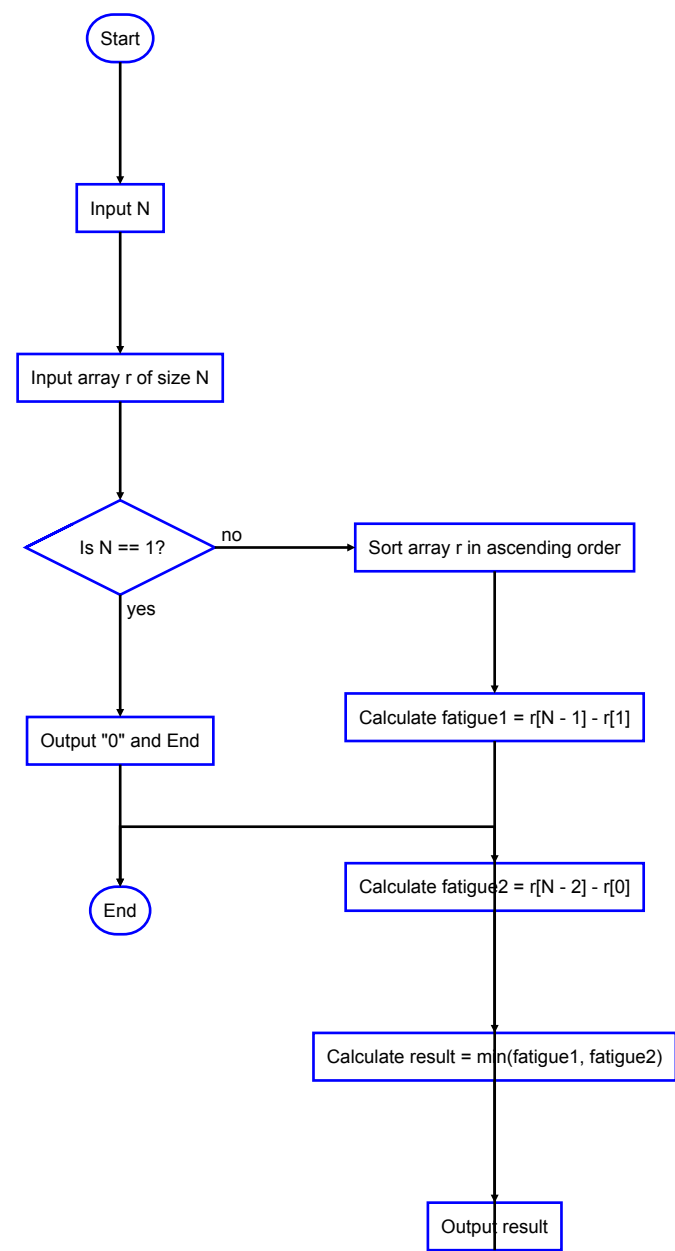 Start
Input N
Input array r of size N
Is N == 1?
no
Sort array r in ascending order
yes
Output "0" and End
Calculate fatigue1 = r[N - 1] - r[1]
End
Calculate fatigue2 = r[N - 2] - r[0]
Calculate result = min(fatigue1, fatigue2)
Output result